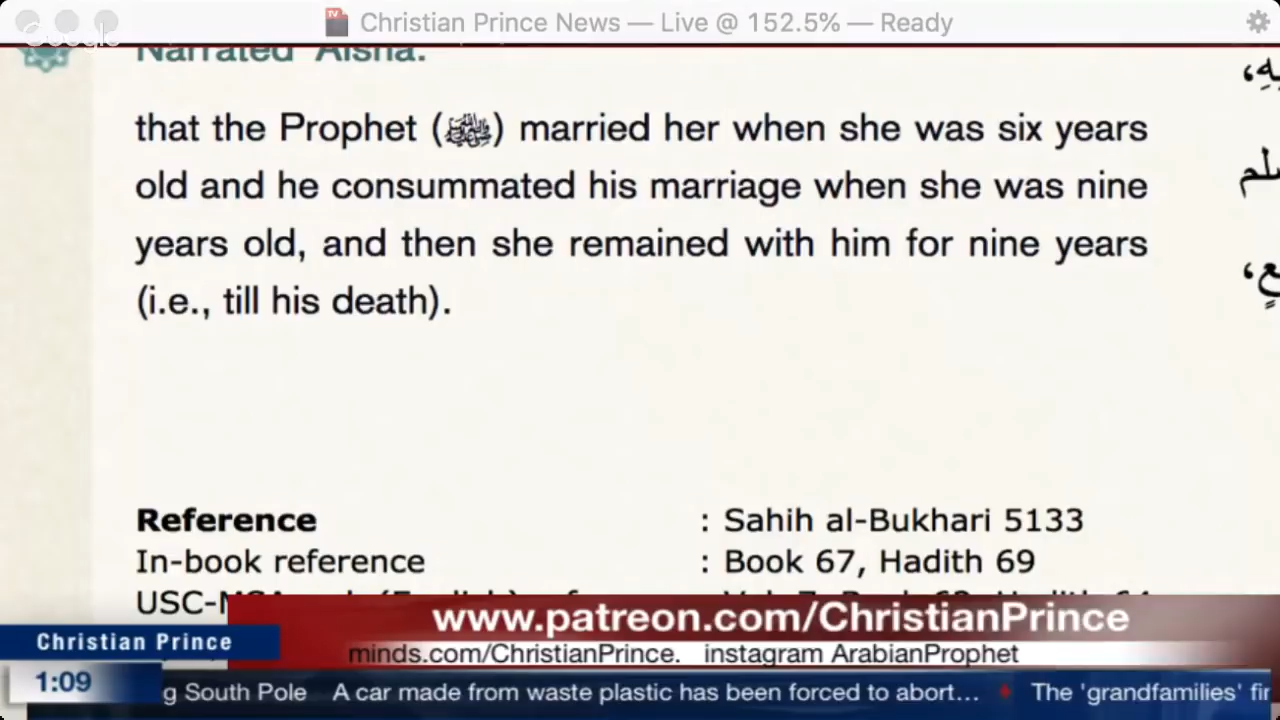 Christian Prince News — Live @ 152.5% — Ready
Google
Narrated 'Aisha:
that the Prophet (ﷺ) married her when she was six years
old and he consummated his marriage when she was nine
years old, and then she remained with him for nine years
(i.e., till his death).
Reference : Sahih al-Bukhari 5133
In-book reference : Book 67, Hadith 69
www.patreon.com/ChristianPrince
Christian Prince
minds.com/ChristianPrince. instagram ArabianProphet
1:09
g South Pole A car made from waste plastic has been forced to abort… The 'grandfamilies' fir